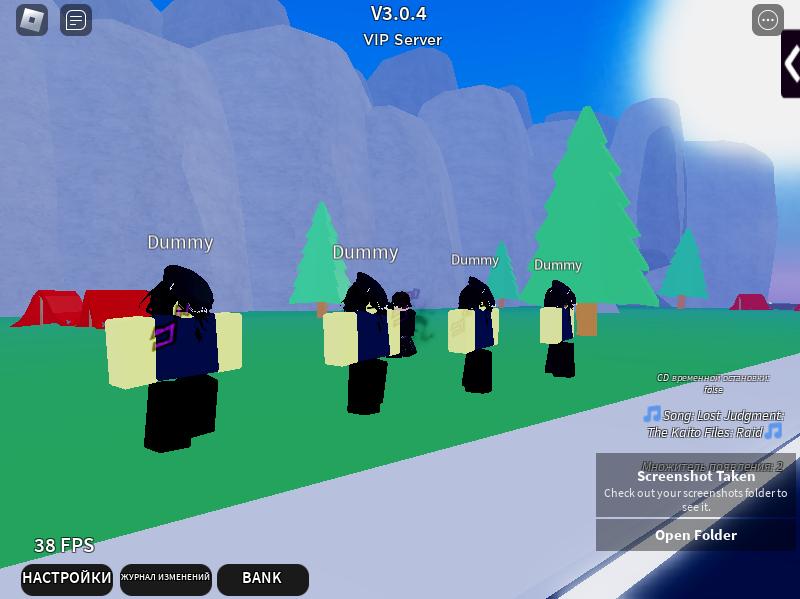 V3.0.4
VIP Server
Dummy
Dummy
Dummy
Dummy
CD временной остановки:
false
Song: Lost Judgment:
The Kaito Files: Raid
Множитель появления: 2
Screenshot Taken
Check out your screenshots folder to
see it.
Open Folder
38 FPS
НАСТРОЙКИ
ЖУРНАЛ ИЗМЕНЕНИЙ
BANK